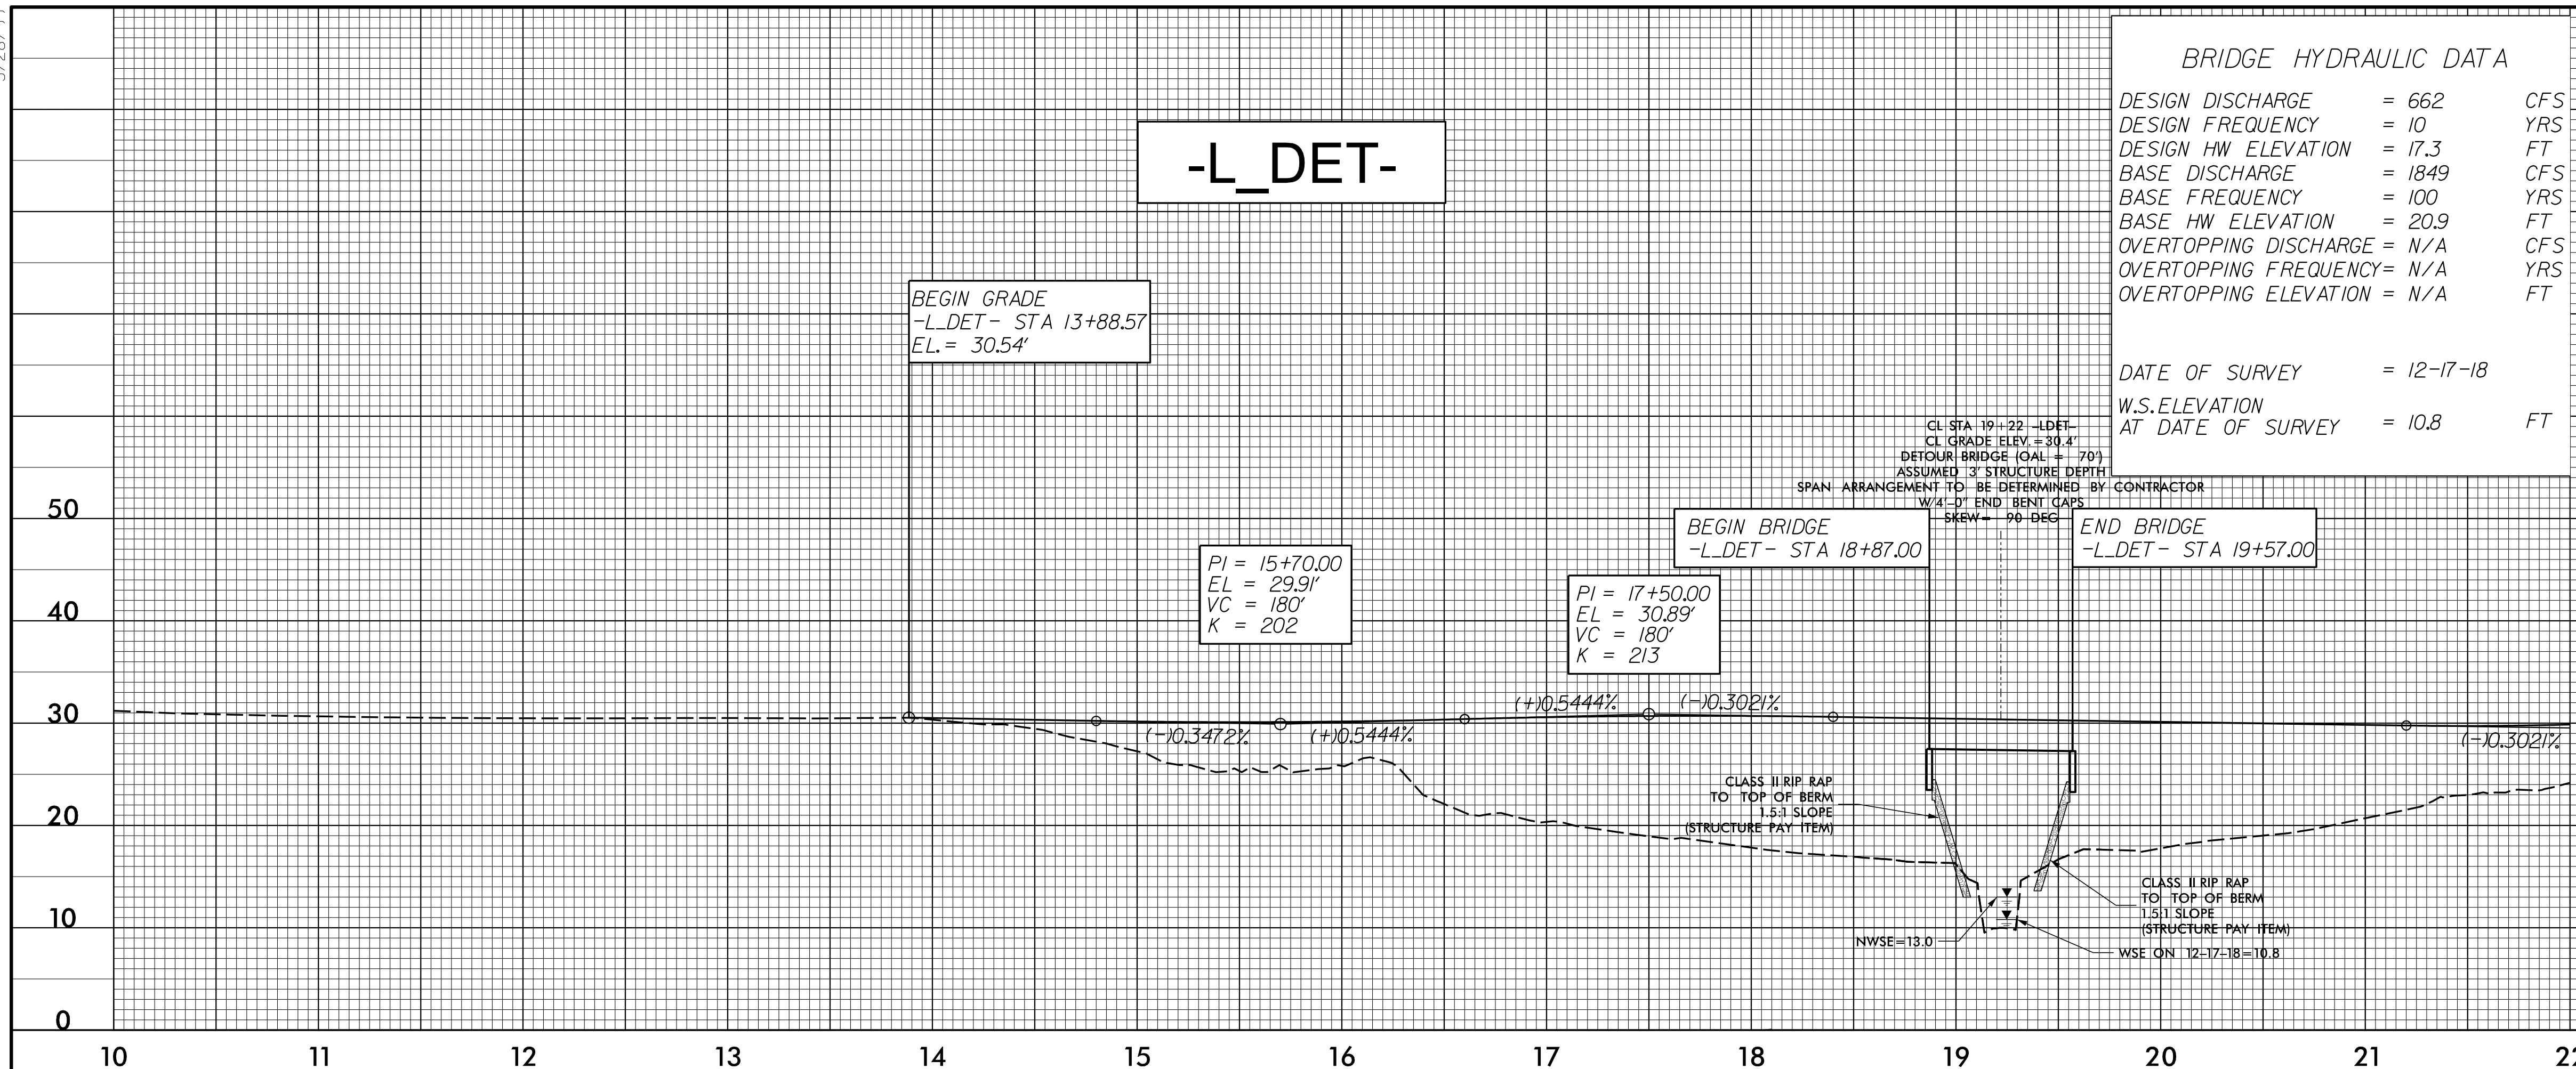 BRIDGE HYDRAULIC DATA
DESIGN DISCHARGE = 662 CFS
DESIGN FREQUENCY = 10 YRS
DESIGN HW ELEVATION = 17.3 FT
BASE DISCHARGE = 1849 CFS
BASE FREQUENCY = 100 YRS
BASE HW ELEVATION = 20.9 FT
OVERTOPPING DISCHARGE = N/A CFS
OVERTOPPING FREQUENCY= N/A YRS
OVERTOPPING ELEVATION = N/A FT
DATE OF SURVEY = 12-17-18
W.S.ELEVATION
AT DATE OF SURVEY = 10.8 FT
-L_DET-
BEGIN GRADE
-L_DET- STA 13+88.57
EL.= 30.54'
CL STA 19+22 -LDET-
CL GRADE ELEV.=30.4'
DETOUR BRIDGE (OAL = 70')
ASSUMED 3' STRUCTURE DEPTH
SPAN ARRANGEMENT TO BE DETERMINED BY CONTRACTOR
W/4'-0" END BENT CAPS
SKEW= 90 DEG
BEGIN BRIDGE
-L_DET- STA 18+87.00
END BRIDGE
-L_DET- STA 19+57.00
PI = 15+70.00
EL = 29.91'
VC = 180'
K = 202
PI = 17+50.00
EL = 30.89'
VC = 180'
K = 213
(-)0.3472%
(+)0.5444%
(+)0.5444%
(-)0.3021%
(-)0.3021%
CLASS II RIP RAP
TO TOP OF BERM
1.5:1 SLOPE
(STRUCTURE PAY ITEM)
CLASS II RIP RAP
TO TOP OF BERM
1.5:1 SLOPE
(STRUCTURE PAY ITEM)
NWSE=13.0
WSE ON 12-17-18=10.8
50
40
30
20
10
0
10 11 12 13 14 15 16 17 18 19 20 21